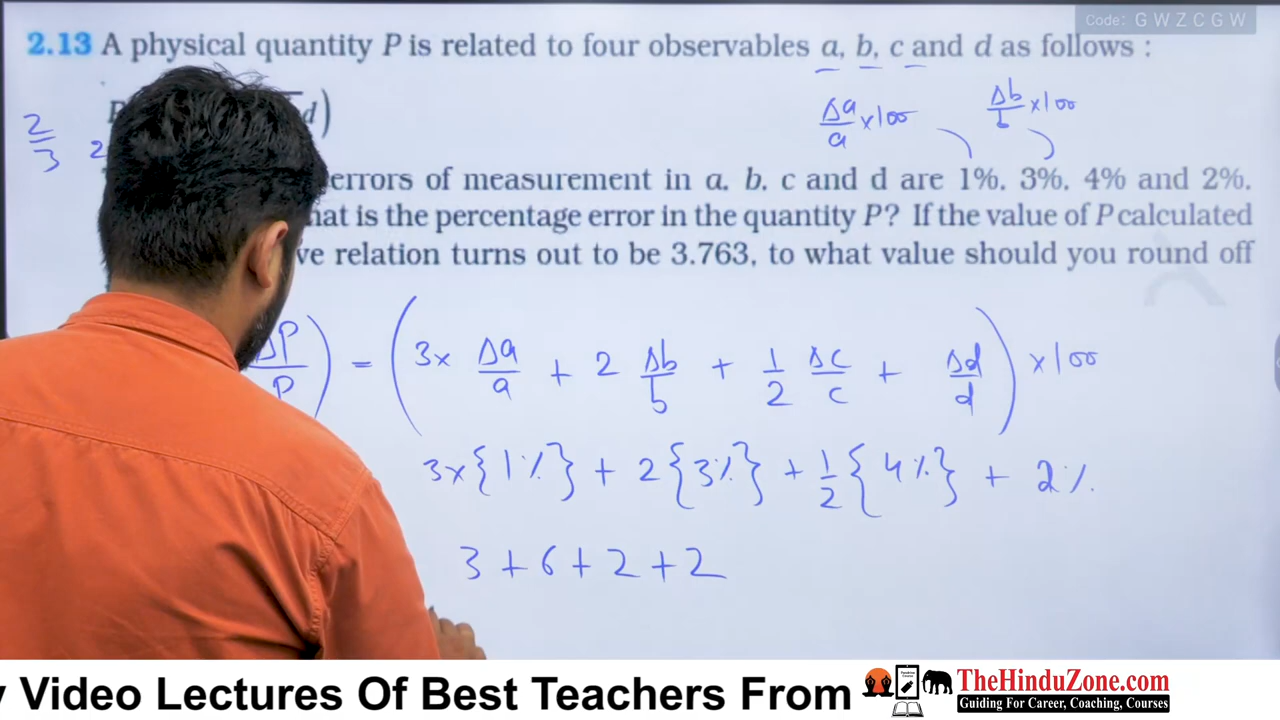 Code: G W Z C G W
2.13 A physical quantity P is related to four observables a, b, c and d as follows :
d)
2/3 2
Δa/a ×100 Δb/b ×100
errors of measurement in a. b. c and d are 1%. 3%. 4% and 2%.
hat is the percentage error in the quantity P? If the value of P calculated
ve relation turns out to be 3.763, to what value should you round off
ΔP/P) = (3× Δa/a + 2 Δb/b + 1/2 Δc/c + Δd/d) ×100
3×{1%} + 2{3%} + 1/2{4%} + 2%
3 + 6 + 2 + 2
Video Lectures Of Best Teachers From
TheHinduZone.com
Guiding For Career, Coaching, Courses